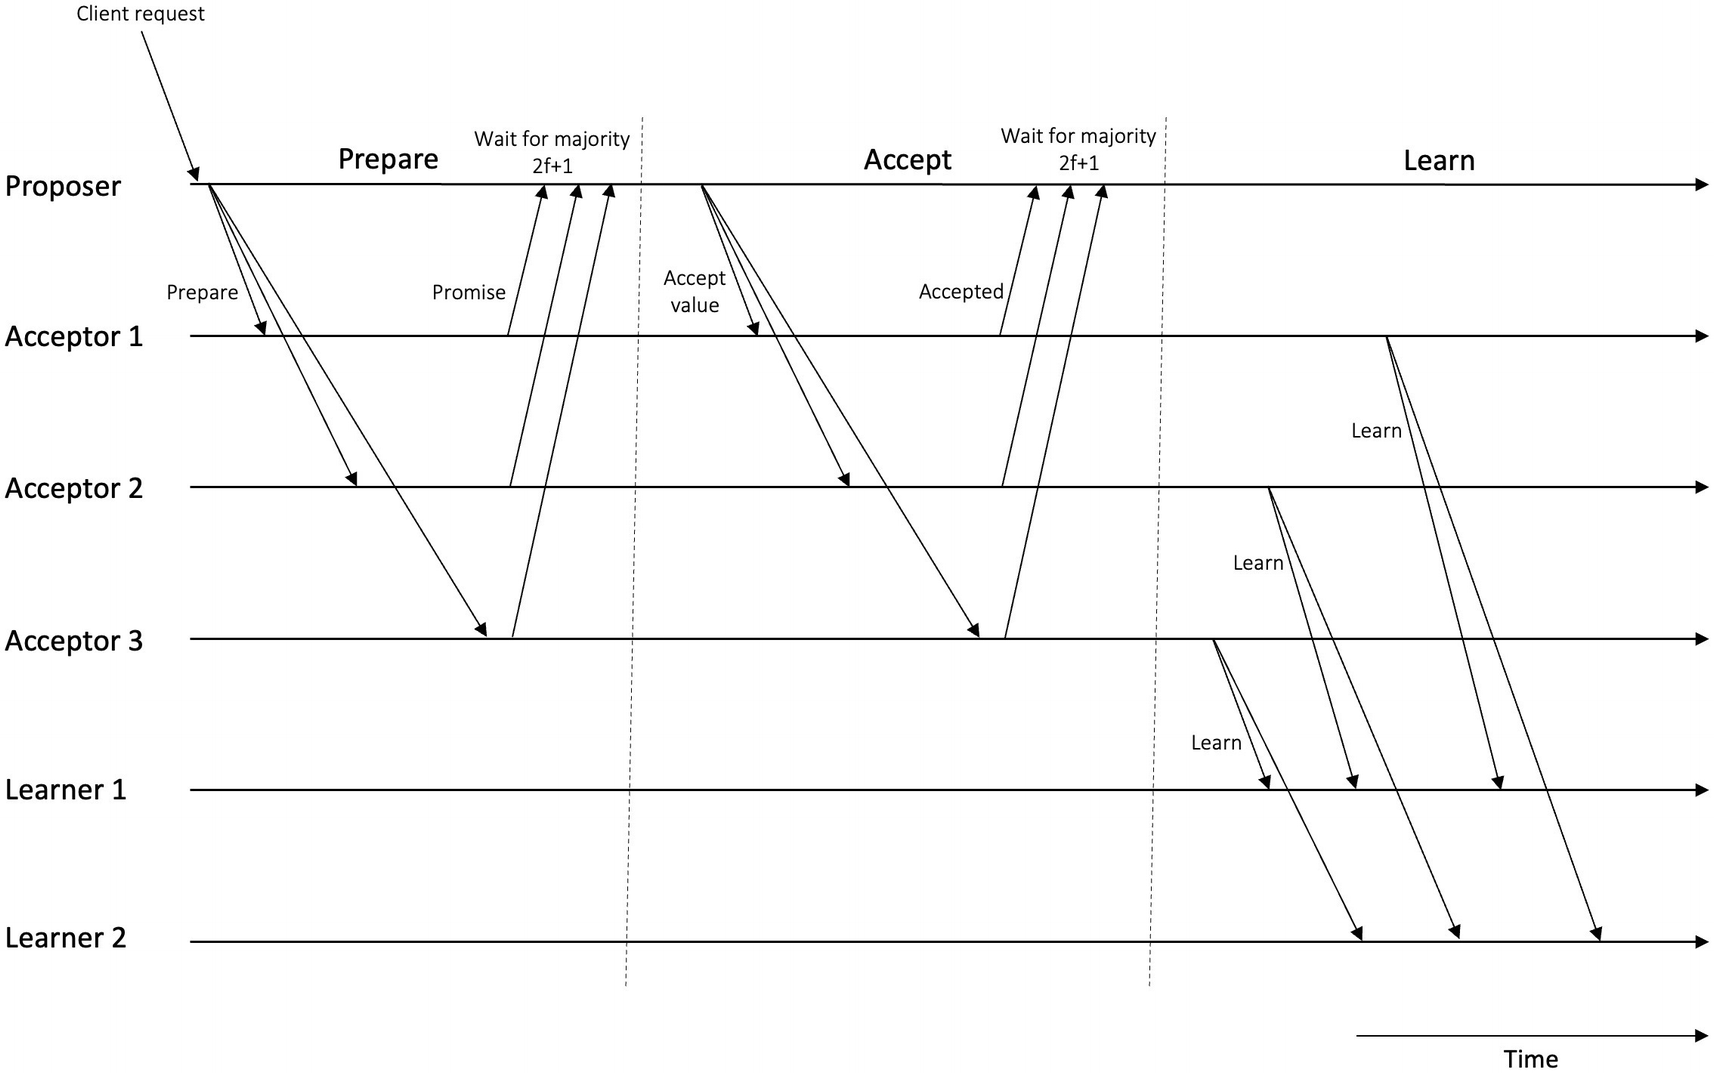 Client request
Wait for majority
2f+1
Wait for majority
2f+1
Prepare
Accept
Learn
Proposer
Prepare
Promise
Accept
value
Accepted
Acceptor 1
Learn
Acceptor 2
Learn
Acceptor 3
Learn
Learner 1
Learner 2
Time